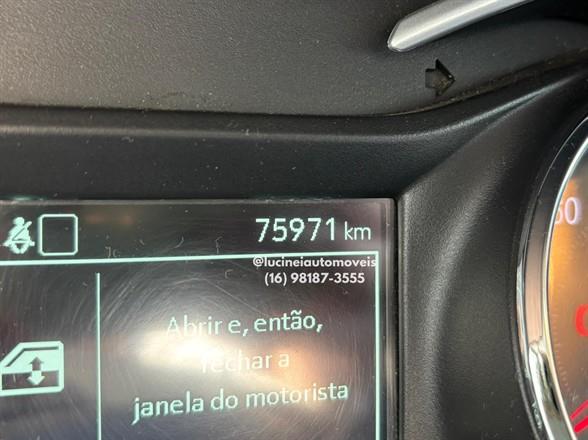 75971 km
@lucineiautomoveis
(16) 98187-3555
Abrir e, então,
fechar a
janela do motorista